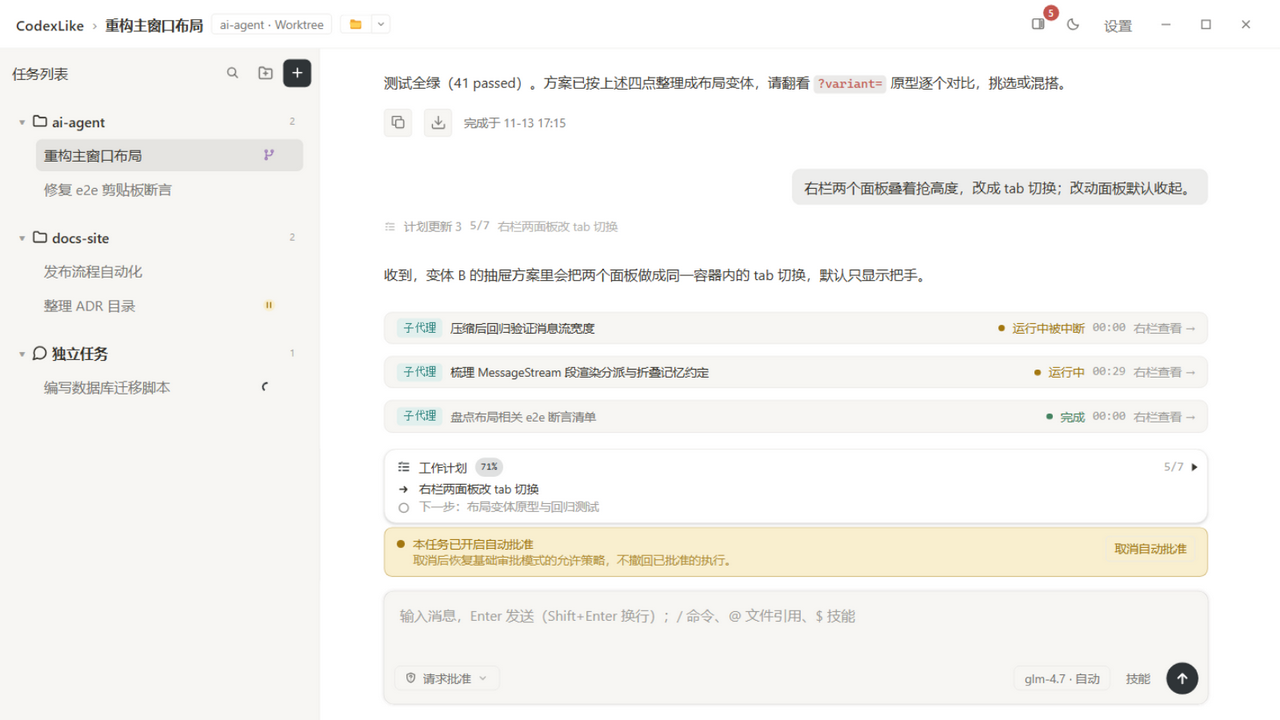 CodexLike › 重构主窗口布局 ai-agent · Worktree 5 设置
任务列表
ai-agent 2
重构主窗口布局
修复 e2e 剪贴板断言
docs-site 2
发布流程自动化
整理 ADR 目录
独立任务 1
编写数据库迁移脚本
测试全绿（41 passed）。方案已按上述四点整理成布局变体，请翻看 ?variant= 原型逐个对比，挑选或混搭。
完成于 11-13 17:15
右栏两个面板叠着抢高度，改成 tab 切换；改动面板默认收起。
计划更新 3 5/7 右栏两面板改 tab 切换
收到，变体 B 的抽屉方案里会把两个面板做成同一容器内的 tab 切换，默认只显示把手。
子代理 压缩后回归验证消息流宽度 运行中被中断 00:00 右栏查看 →
子代理 梳理 MessageStream 段渲染分派与折叠记忆约定 运行中 00:29 右栏查看 →
子代理 盘点布局相关 e2e 断言清单 完成 00:00 右栏查看 →
工作计划 71% 5/7
右栏两面板改 tab 切换
下一步：布局变体原型与回归测试
本任务已开启自动批准
取消后恢复基础审批模式的允许策略，不撤回已批准的执行。
取消自动批准
输入消息，Enter 发送（Shift+Enter 换行）；/ 命令、@ 文件引用、$ 技能
请求批准 glm-4.7 · 自动 技能